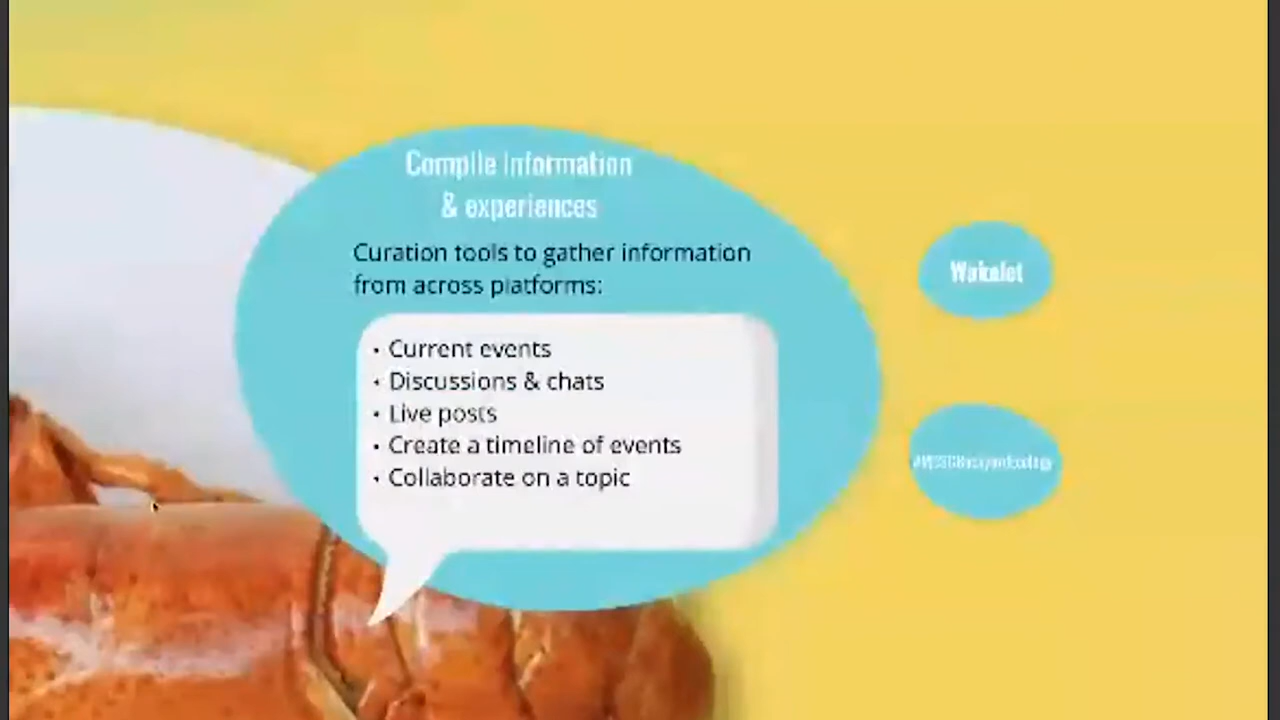 Compile information
& experiences
Curation tools to gather information
from across platforms:
• Current events
• Discussions & chats
• Live posts
• Create a timeline of events
• Collaborate on a topic
Wakelet